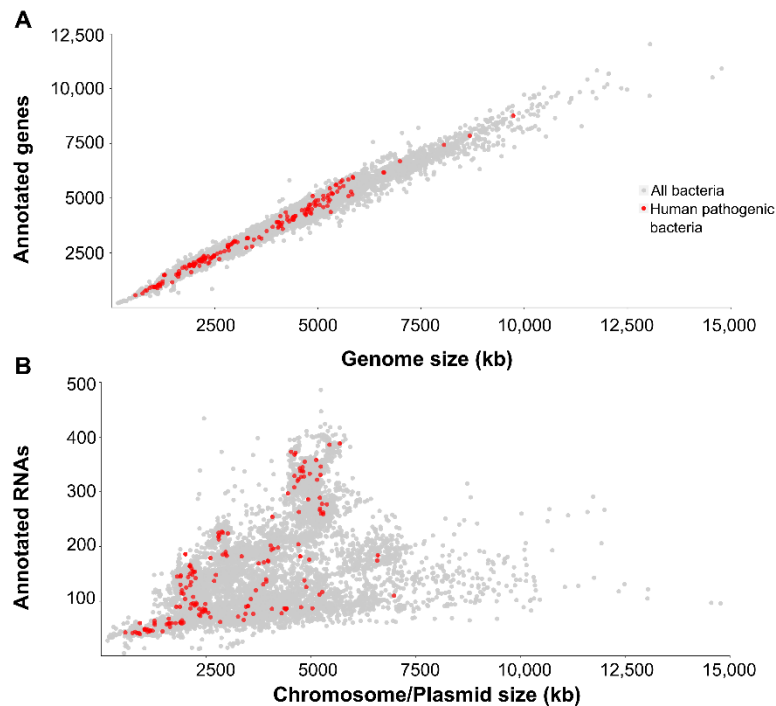 A
12,500
10,000
7500
5000
2500
Annotated genes
All bacteria
Human pathogenic
bacteria
2500
5000
7500
10,000
12,500
15,000
Genome size (kb)
B
500
400
300
200
100
Annotated RNAs
2500
5000
7500
10,000
12,500
15,000
Chromosome/Plasmid size (kb)